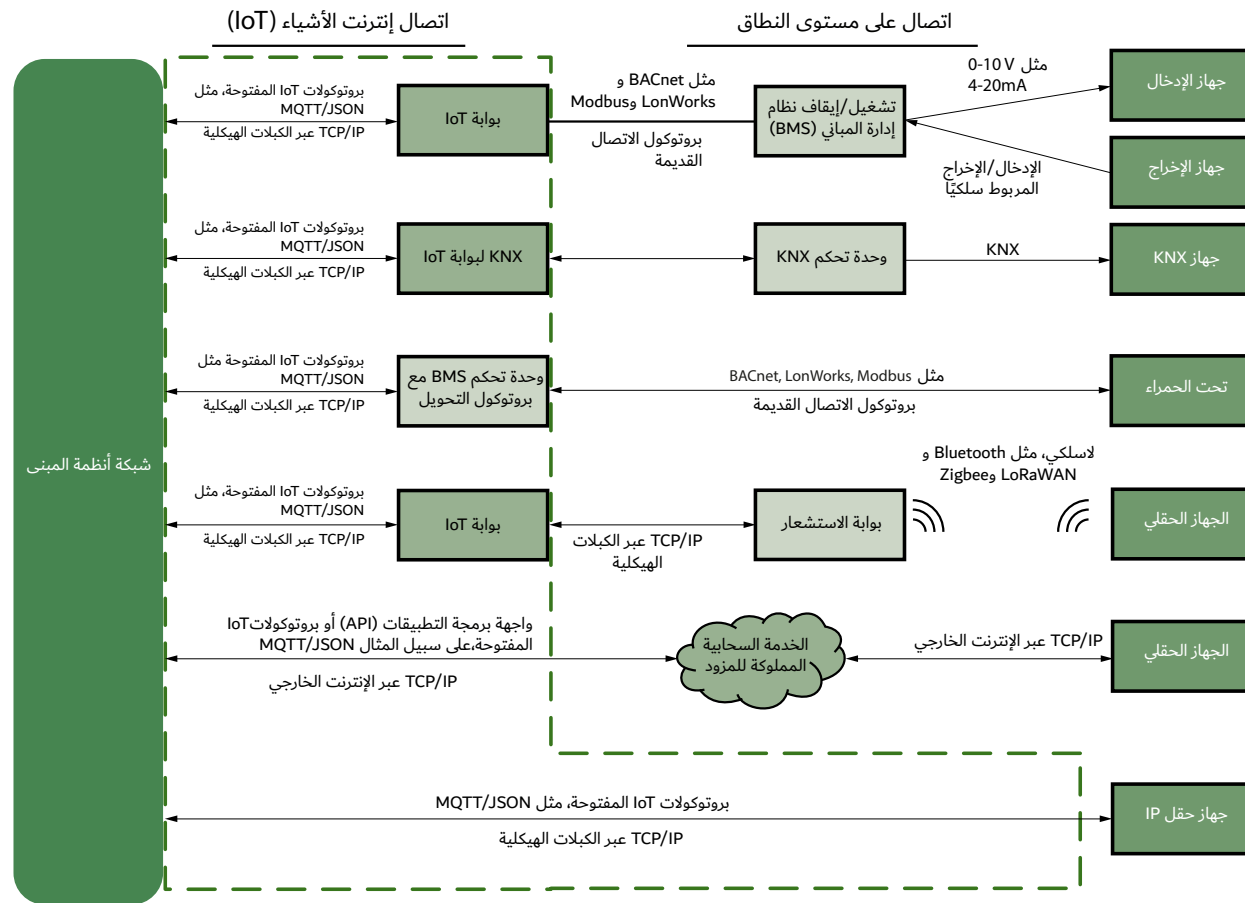 اتصال على مستوى النطاق
اتصال إنترنت الأشياء (IoT)
جهاز الإدخال
مثل 0-10 V
4-20mA
تشغيل/إيقاف نظام
إدارة المباني (BMS)
مثل BACnet و
LonWorks وModbus
بروتوكول الاتصال
القديمة
بوابة IoT
بروتوكولات IoT المفتوحة، مثل
MQTT/JSON
TCP/IP عبر الكبلات الهيكلية
جهاز الإخراج
الإدخال/الإخراج
المربوط سلكيًا
جهاز KNX
KNX
وحدة تحكم KNX
KNX لبوابة IoT
بروتوكولات IoT المفتوحة، مثل
MQTT/JSON
TCP/IP عبر الكبلات الهيكلية
تحت الحمراء
مثل BACnet, LonWorks, Modbus
بروتوكول الاتصال القديمة
وحدة تحكم BMS مع
بروتوكول التحويل
بروتوكولات IoT المفتوحة مثل
MQTT/JSON
TCP/IP عبر الكبلات الهيكلية
شبكة أنظمة المبنى
الجهاز الحقلي
لاسلكي، مثل Bluetooth و
LoRaWAN وZigbee
بوابة الاستشعار
TCP/IP عبر الكبلات
الهيكلية
بوابة IoT
بروتوكولات IoT المفتوحة، مثل
MQTT/JSON
TCP/IP عبر الكبلات الهيكلية
الجهاز الحقلي
TCP/IP عبر الإنترنت الخارجي
الخدمة السحابية
المملوكة للمزود
واجهة برمجة التطبيقات (API) أو بروتوكولاتIoT
المفتوحة،على سبيل المثال MQTT/JSON
TCP/IP عبر الإنترنت الخارجي
جهاز حقل IP
بروتوكولات IoT المفتوحة، مثل MQTT/JSON
TCP/IP عبر الكبلات الهيكلية